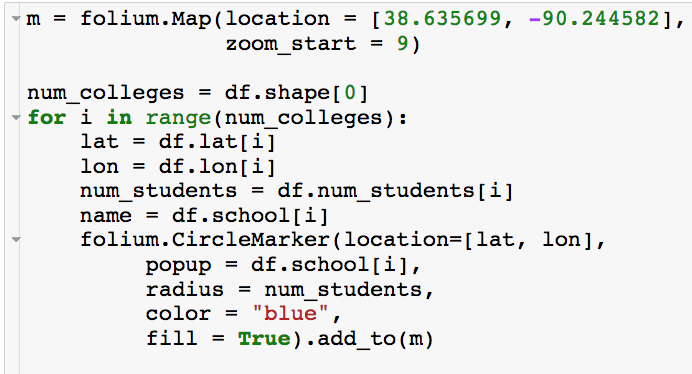 m = folium.Map(location = [38.635699, -90.244582],
               zoom_start = 9)

num_colleges = df.shape[0]
for i in range(num_colleges):
    lat = df.lat[i]
    lon = df.lon[i]
    num_students = df.num_students[i]
    name = df.school[i]
    folium.CircleMarker(location=[lat, lon],
         popup = df.school[i],
         radius = num_students,
         color = "blue",
         fill = True).add_to(m)